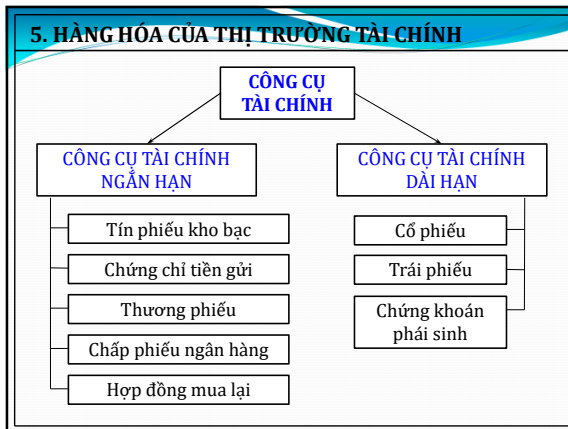 5. HÀNG HÓA CỦA THỊ TRƯỜNG TÀI CHÍNH
CÔNG CỤ
TÀI CHÍNH
CÔNG CỤ TÀI CHÍNH
NGẮN HẠN
Tín phiếu kho bạc
Chứng chỉ tiền gửi
Thương phiếu
Chấp phiếu ngân hàng
Hợp đồng mua lại
CÔNG CỤ TÀI CHÍNH
DÀI HẠN
Cổ phiếu
Trái phiếu
Chứng khoán
phái sinh